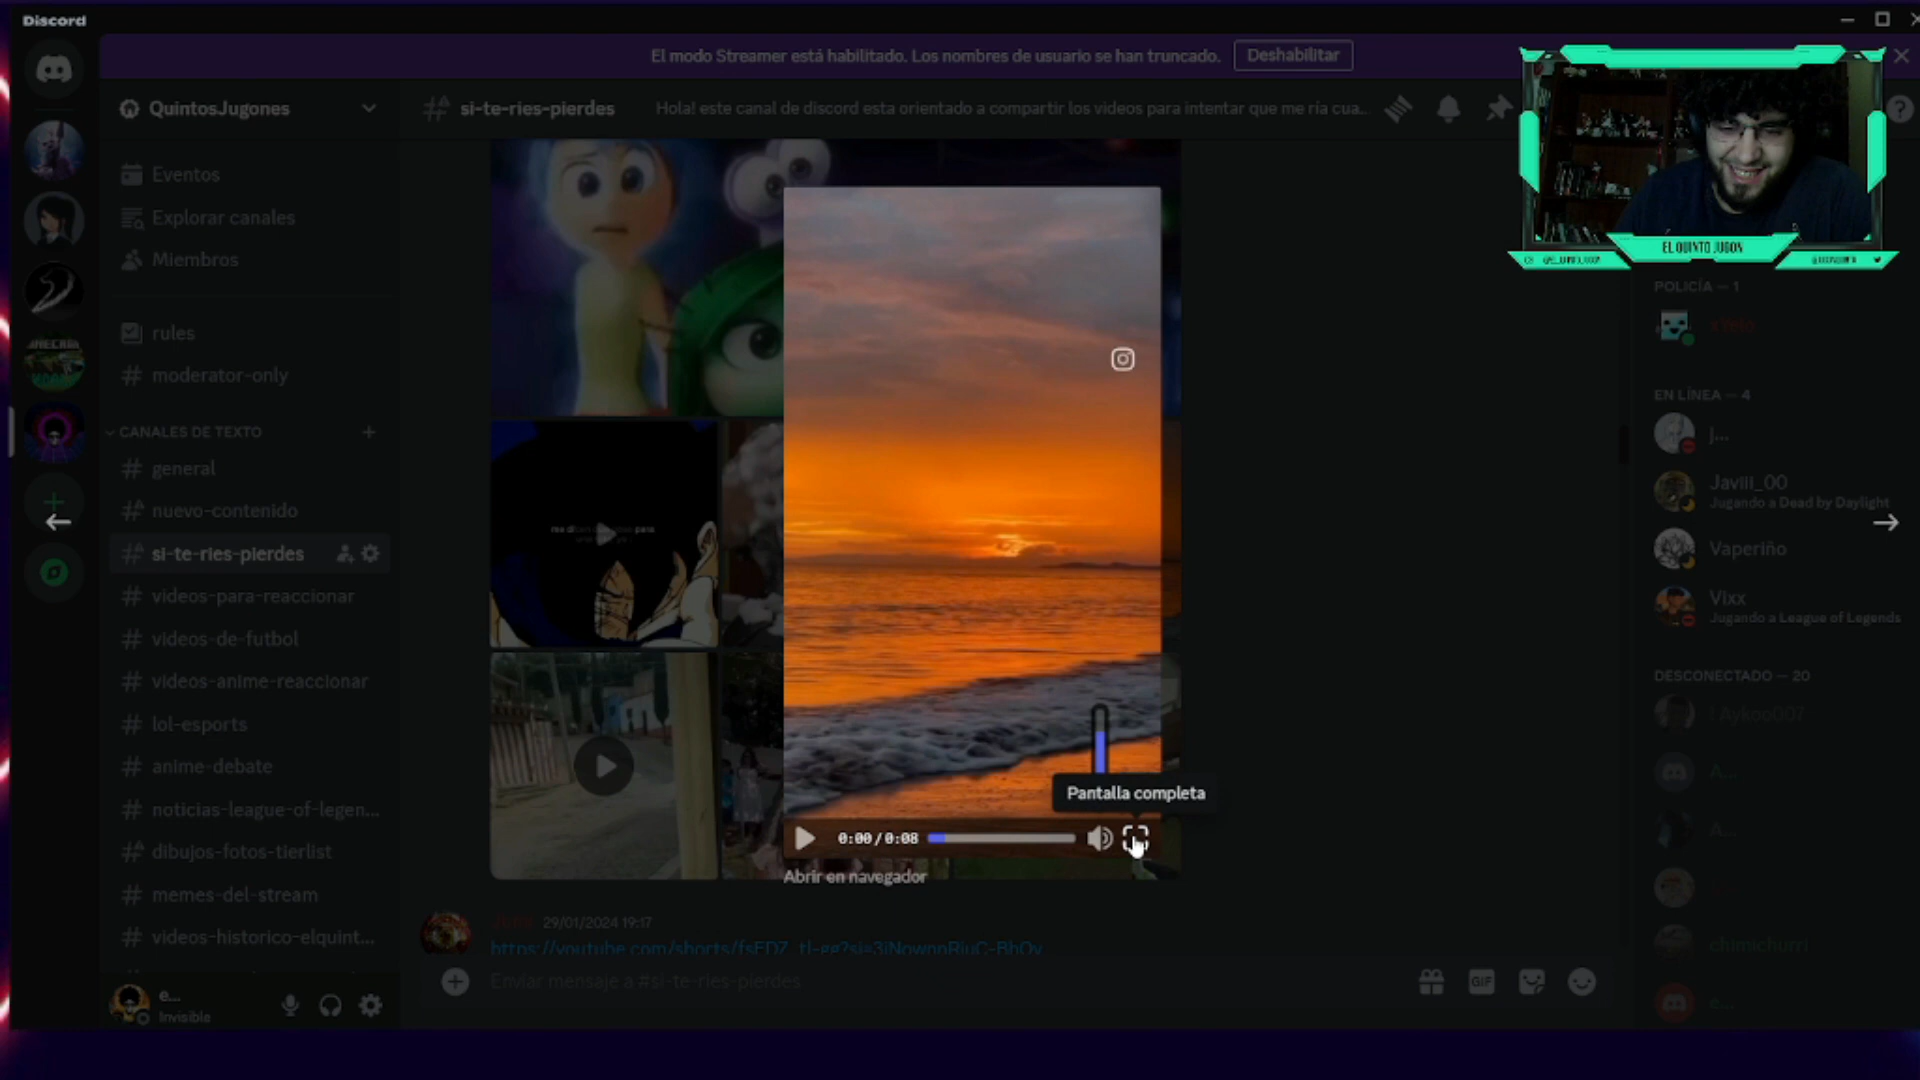 Discord
El modo Streamer está habilitado. Los nombres de usuario se han truncado.
Deshabilitar
QuintosJugones
si-te-ries-pierdes
Hola! este canal de discord esta orientado a compartir los videos para intentar que me ría cua...
Eventos
Explorar canales
Miembros
rules
moderator-only
CANALES DE TEXTO
general
nuevo-contenido
si-te-ries-pierdes
videos-para-reaccionar
videos-de-futbol
videos-anime-reaccionar
lol-esports
anime-debate
noticias-league-of-legen...
dibujos-fotos-tierlist
memes-del-stream
videos-historico-elquint...
e...
Invisible
Pantalla completa
0:00/0:08
Abrir en navegador
29/01/2024 19:17
Enviar mensaje a #si-te-ries-pierdes
GIF
EL QUINTO JUGON
POLICÍA — 1
EN LÍNEA — 4
J...
Javiii_00
Jugando a Dead by Daylight
Vaperiño
Vixx
Jugando a League of Legends
DESCONECTADO — 20
A...
A...
chimichurri